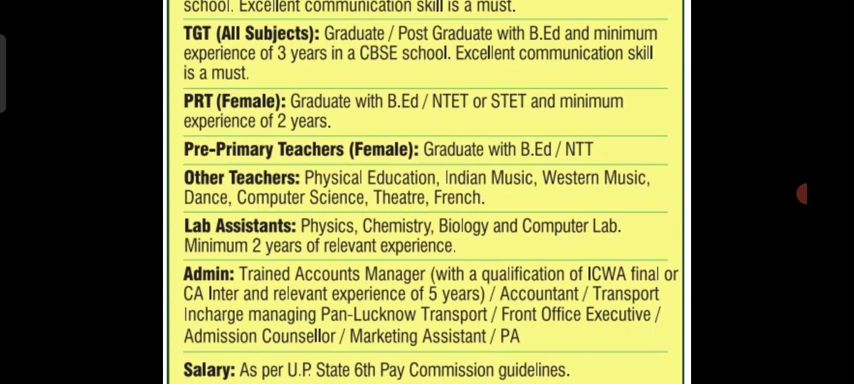 school. Excellent communication skill is a must.
TGT (All Subjects): Graduate / Post Graduate with B.Ed and minimum
experience of 3 years in a CBSE school. Excellent communication skill
is a must.
PRT (Female): Graduate with B.Ed / NTET or STET and minimum
experience of 2 years.
Pre-Primary Teachers (Female): Graduate with B.Ed / NTT
Other Teachers: Physical Education, Indian Music, Western Music,
Dance, Computer Science, Theatre, French.
Lab Assistants: Physics, Chemistry, Biology and Computer Lab.
Minimum 2 years of relevant experience.
Admin: Trained Accounts Manager (with a qualification of ICWA final or
CA Inter and relevant experience of 5 years) / Accountant / Transport
Incharge managing Pan-Lucknow Transport / Front Office Executive /
Admission Counsellor / Marketing Assistant / PA
Salary: As per U.P. State 6th Pay Commission guidelines.